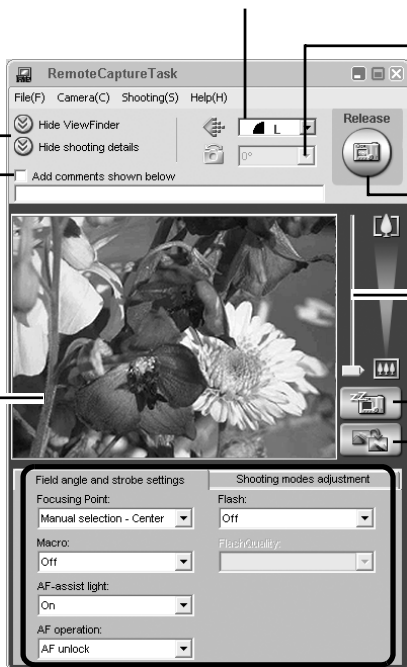 RemoteCaptureTask
File(F) Camera(C) Shooting(S) Help(H)
Hide ViewFinder
L
Release
Hide shooting details
0°
Add comments shown below
Field angle and strobe settings
Shooting modes adjustment
Focusing Point:
Flash:
Manual selection - Center
Off
Macro:
FlashQuality:
Off
AF-assist light:
On
AF operation:
AF unlock